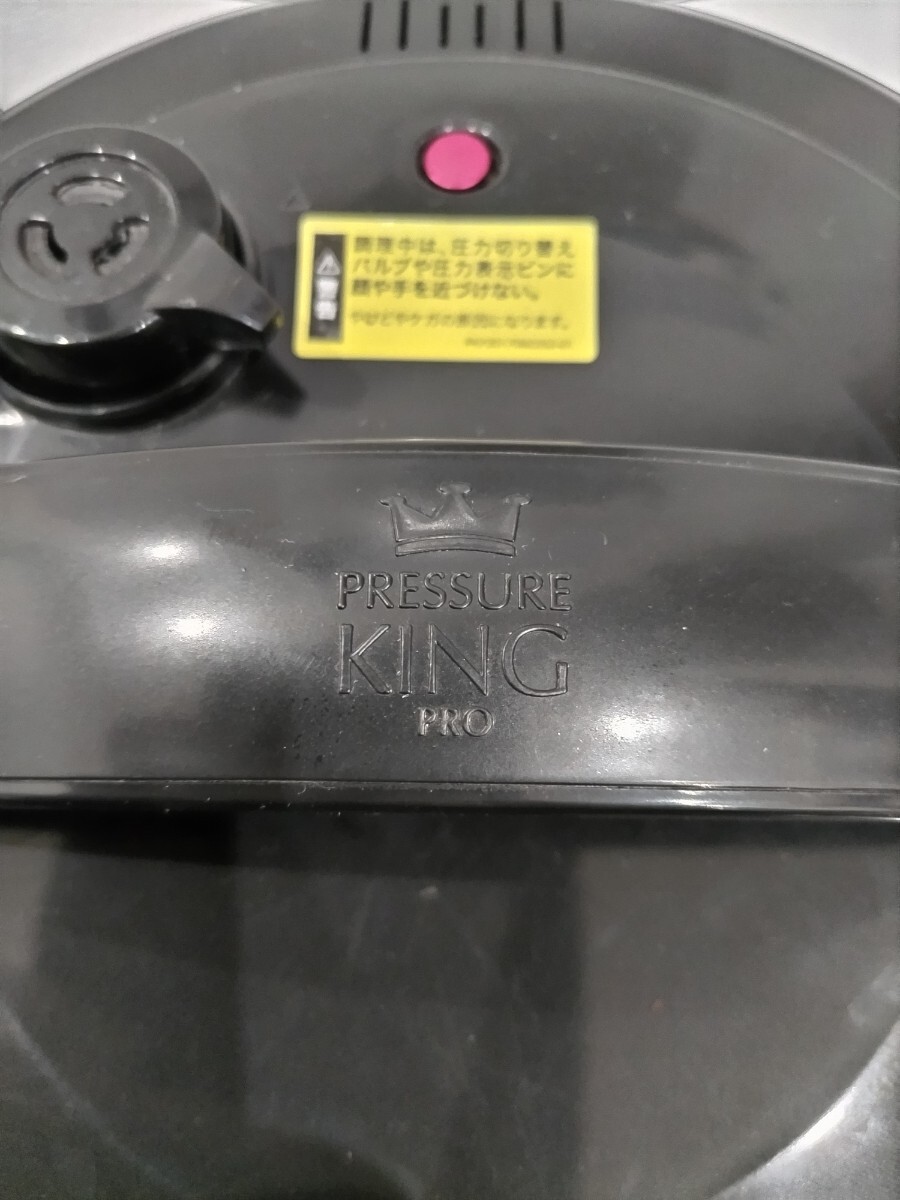 警告
調理中は、圧力切り替え
バルブや圧力表示ピンに
顔や手を近づけない。
やけどやケガの原因になります。
PRESSURE
KING
PRO